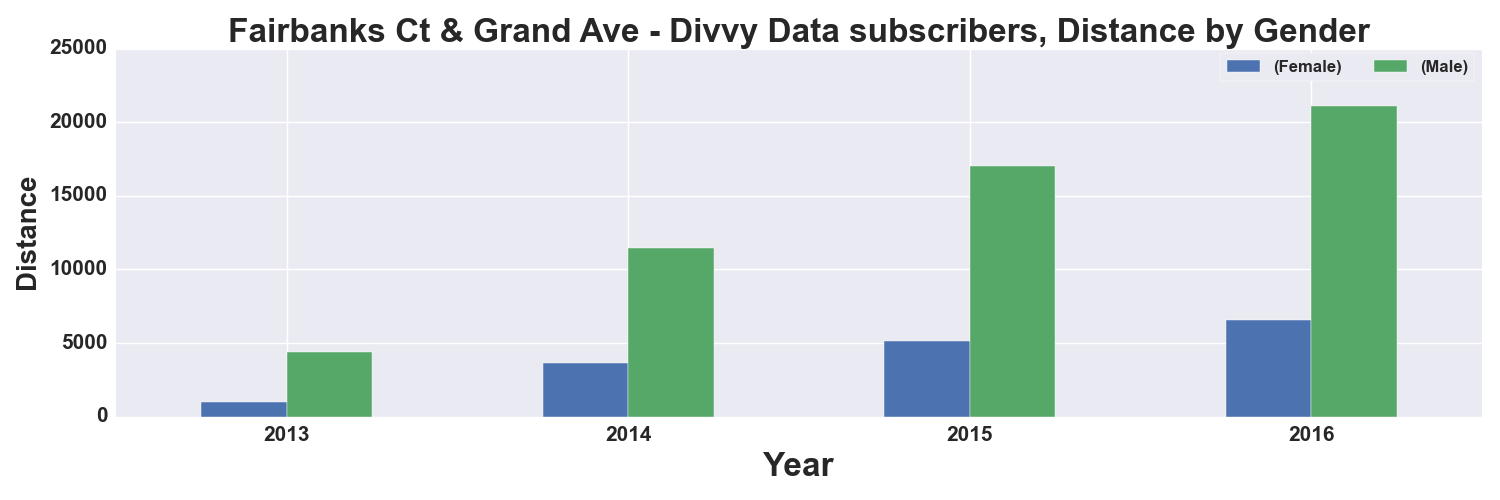 Fairbanks Ct & Grand Ave - Divvy Data subscribers, Distance by Gender
(Female) (Male)
Distance
25000
20000
15000
10000
5000
0
2013 2014 2015 2016
Year